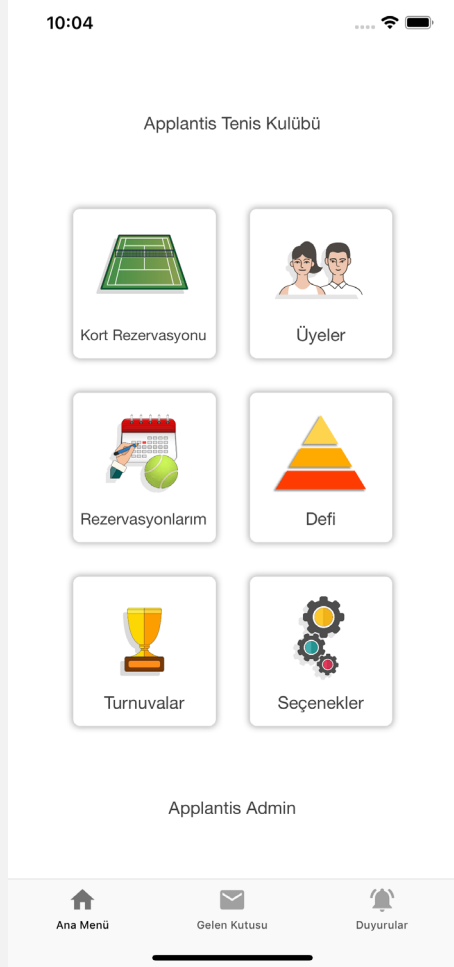 10:04
Applantis Tenis Kulübü
Kort Rezervasyonu
Üyeler
Rezervasyonlarım
Defi
Turnuvalar
Seçenekler
Applantis Admin
Ana Menü
Gelen Kutusu
Duyurular